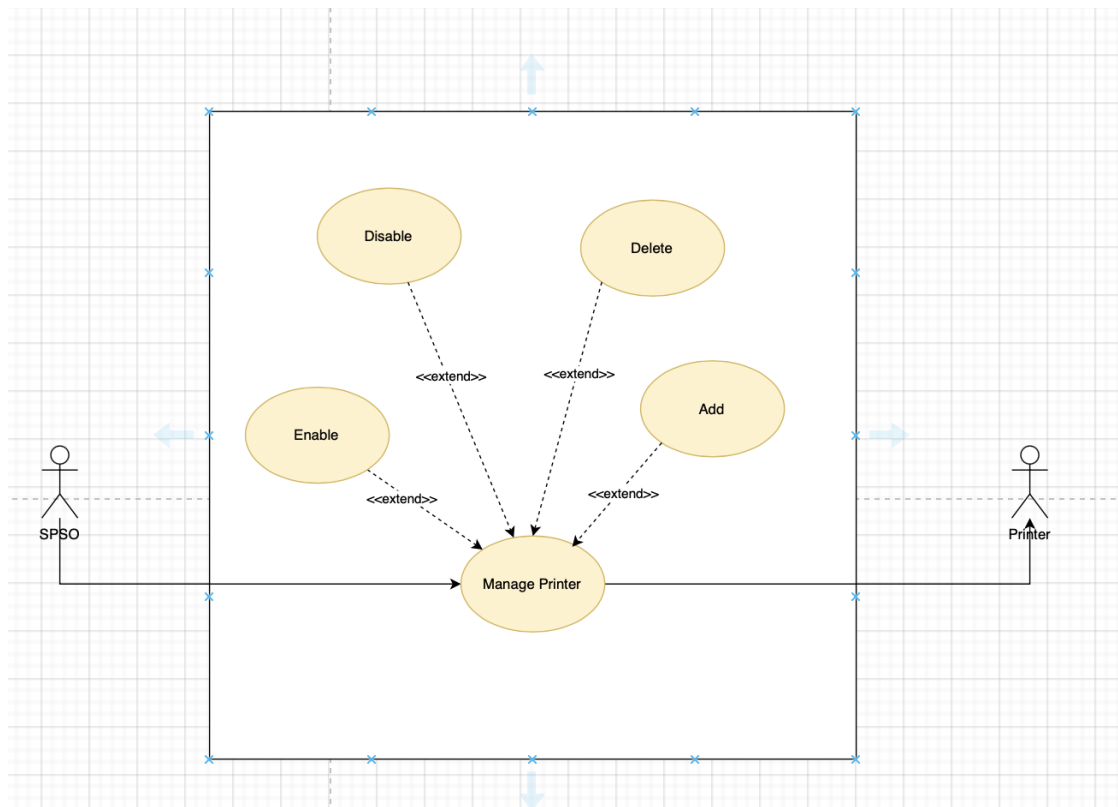 Disable
Delete
<<extend>>
<<extend>>
Add
Enable
<<extend>>
<<extend>>
SPSO
Printer
Manage Printer